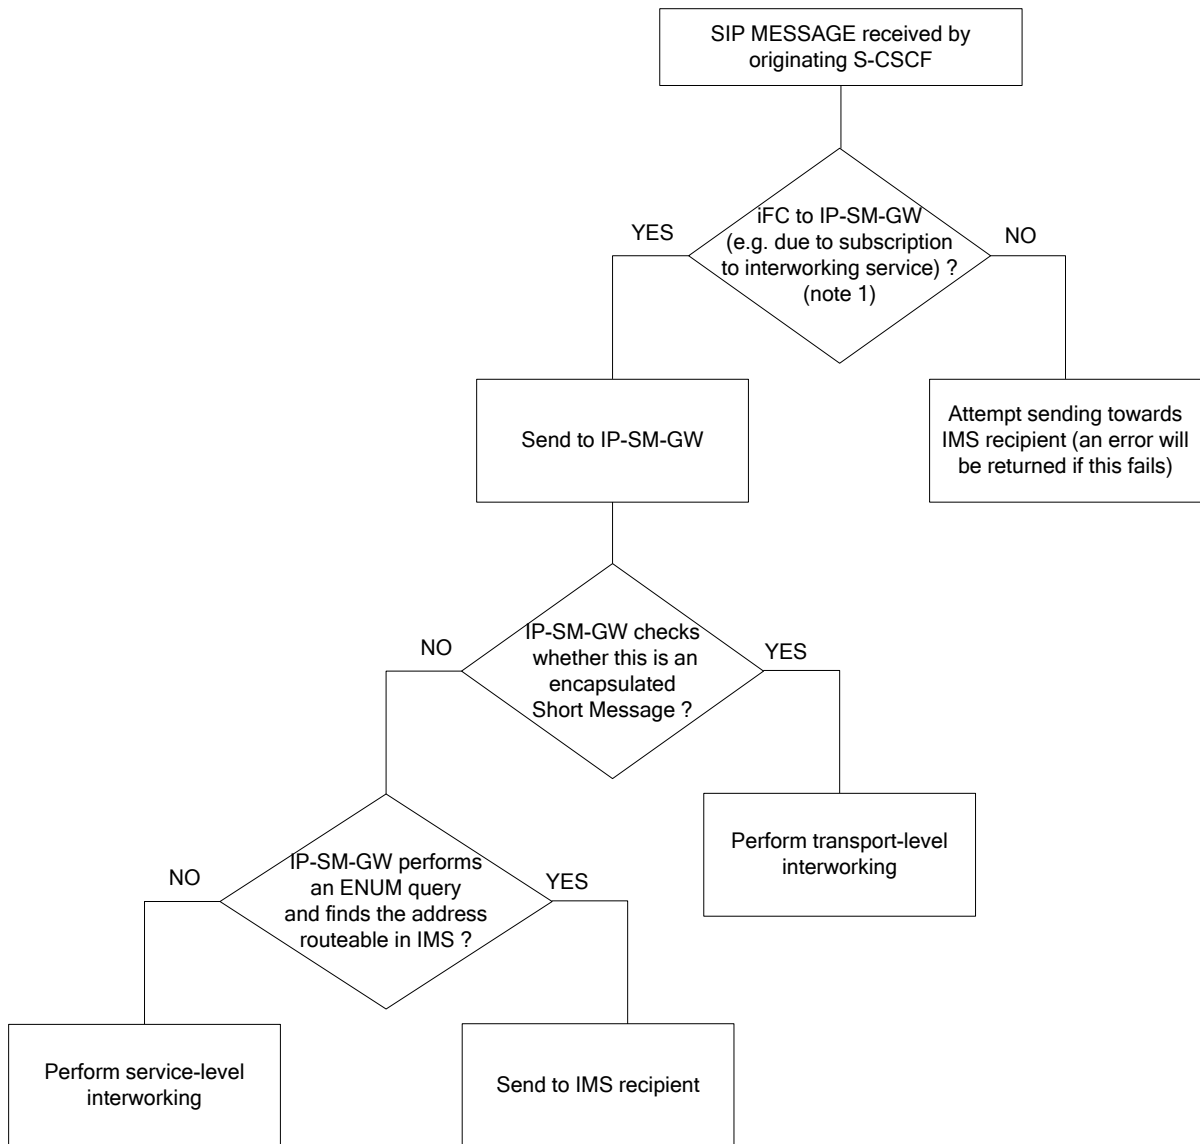 SIP MESSAGE received by
originating S-CSCF
iFC to IP-SM-GW
(e.g. due to subscription
to interworking service) ?
(note 1)
YES
NO
Send to IP-SM-GW
Attempt sending towards
IMS recipient (an error will
be returned if this fails)
IP-SM-GW checks
whether this is an
encapsulated
Short Message ?
NO
YES
Perform transport-level
interworking
IP-SM-GW performs
an ENUM query
and finds the address
routeable in IMS ?
NO
YES
Perform service-level
interworking
Send to IMS recipient